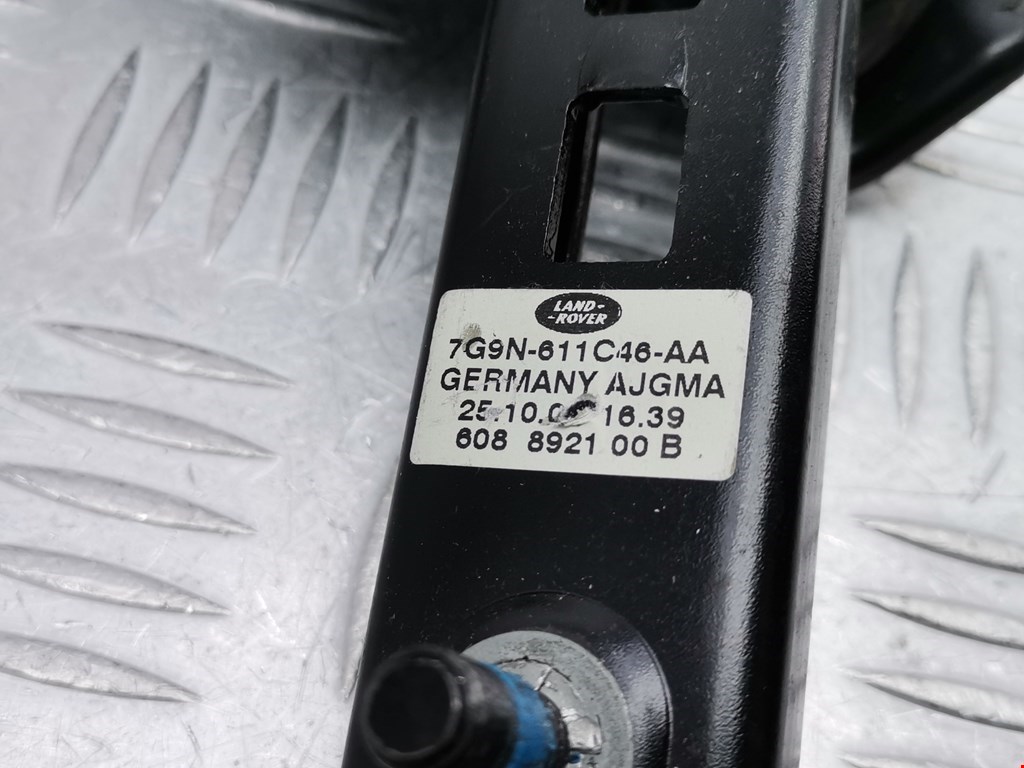 LAND-
-ROVER
7G9N-611C46-AA
GERMANY AJGMA
16.39
608 8921 00 B